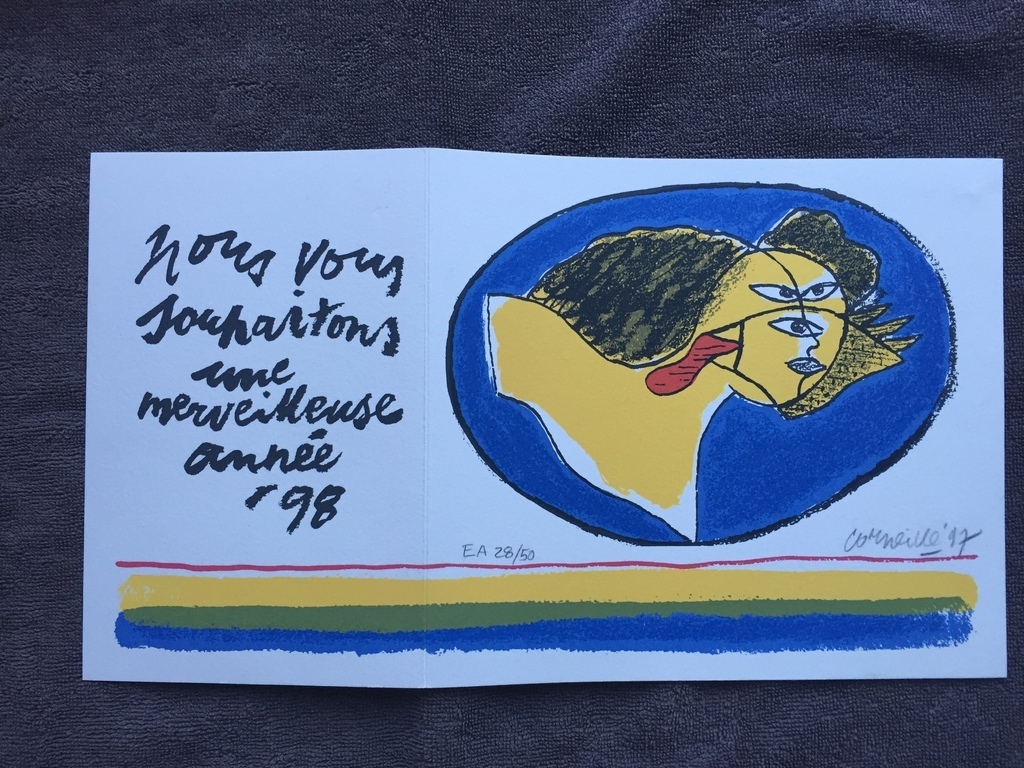 nous vous
souhaitons
une
merveilleuse
année
'98
EA 28/50
Corneille '97